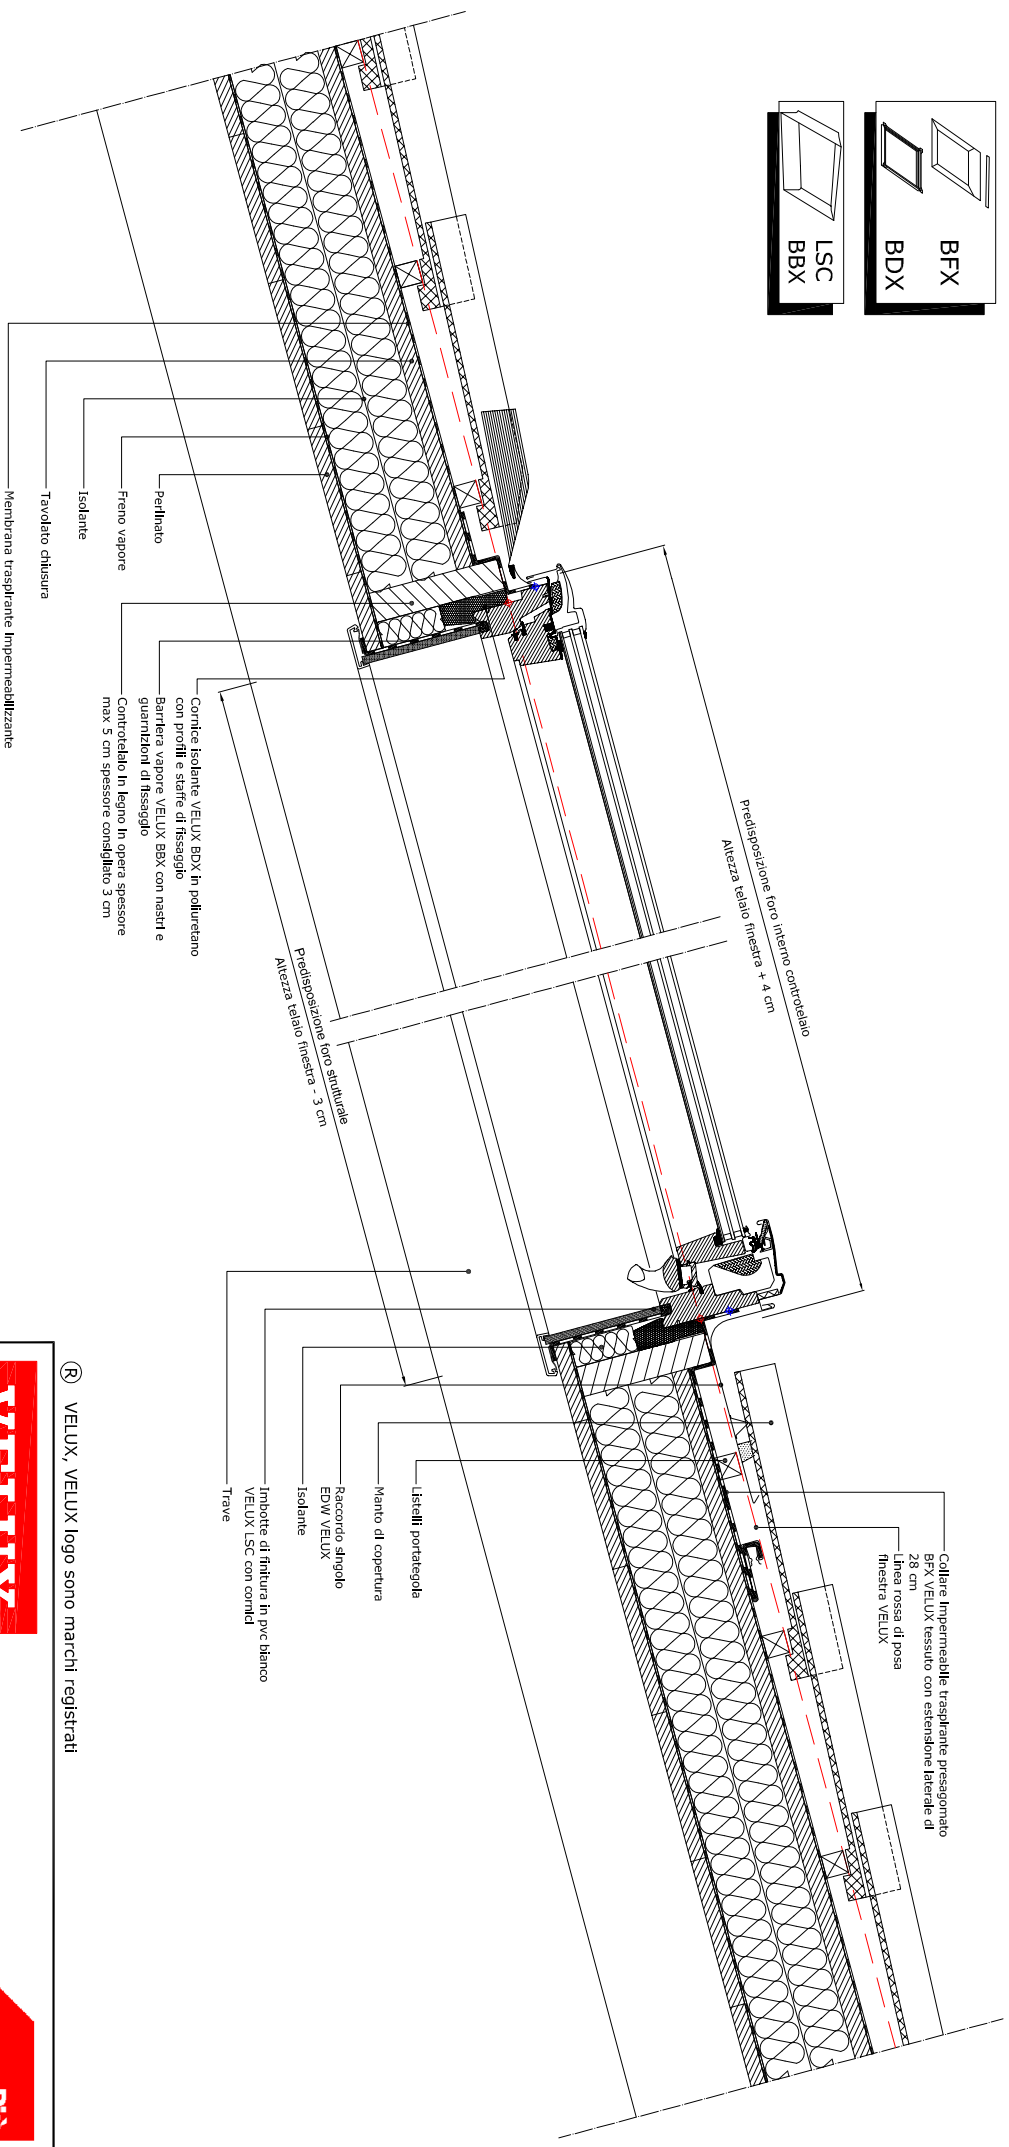 BFX
BDX
LSC
BBX
Predisposizione foro interno controtelaio
Altezza telaio finestra + 4 cm
Predisposizione foro strutturale
Altezza telaio finestra - 3 cm
Collare impermeabile traspirante presagomato
BFX VELUX tessuto con estensione laterale di
28 cm
Linea rossa di posa
finestra VELUX
Listelli portategola
Manto di copertura
Raccordo singolo
EDW VELUX
Isolante
Imbotte di finitura in pvc bianco
VELUX LSC con cornici
Trave
Cornice isolante VELUX BDX in poliuretano
con profili e staffe di fissaggio
Barriera vapore VELUX BBX con nastri e
guarnizioni di fissaggio
Controtelaio in legno in opera spessore
max 5 cm spessore consigliato 3 cm
Perlinato
Freno vapore
Isolante
Tavolato chiusura
Membrana traspirante impermeabilizzante
® VELUX, VELUX logo sono marchi registrati
VELUX